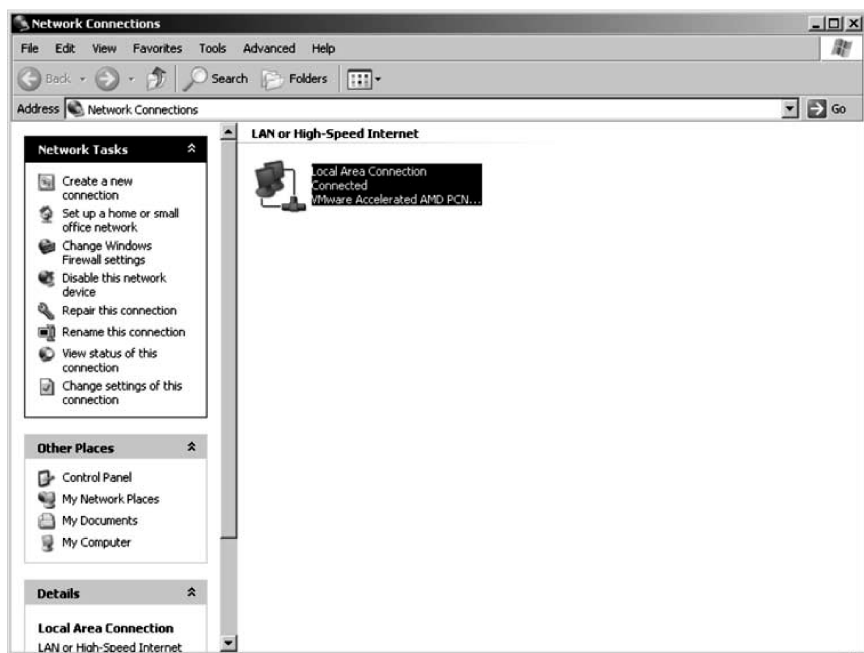 Network Connections
File Edit View Favorites Tools Advanced Help
Back Search Folders
Address Network Connections Go
Network Tasks
Create a new
connection
Set up a home or small
office network
Change Windows
Firewall settings
Disable this network
device
Repair this connection
Rename this connection
View status of this
connection
Change settings of this
connection
Other Places
Control Panel
My Network Places
My Documents
My Computer
Details
Local Area Connection
LAN or High-Speed Internet
LAN or High-Speed Internet
Local Area Connection
Connected
VMware Accelerated AMD PCN...